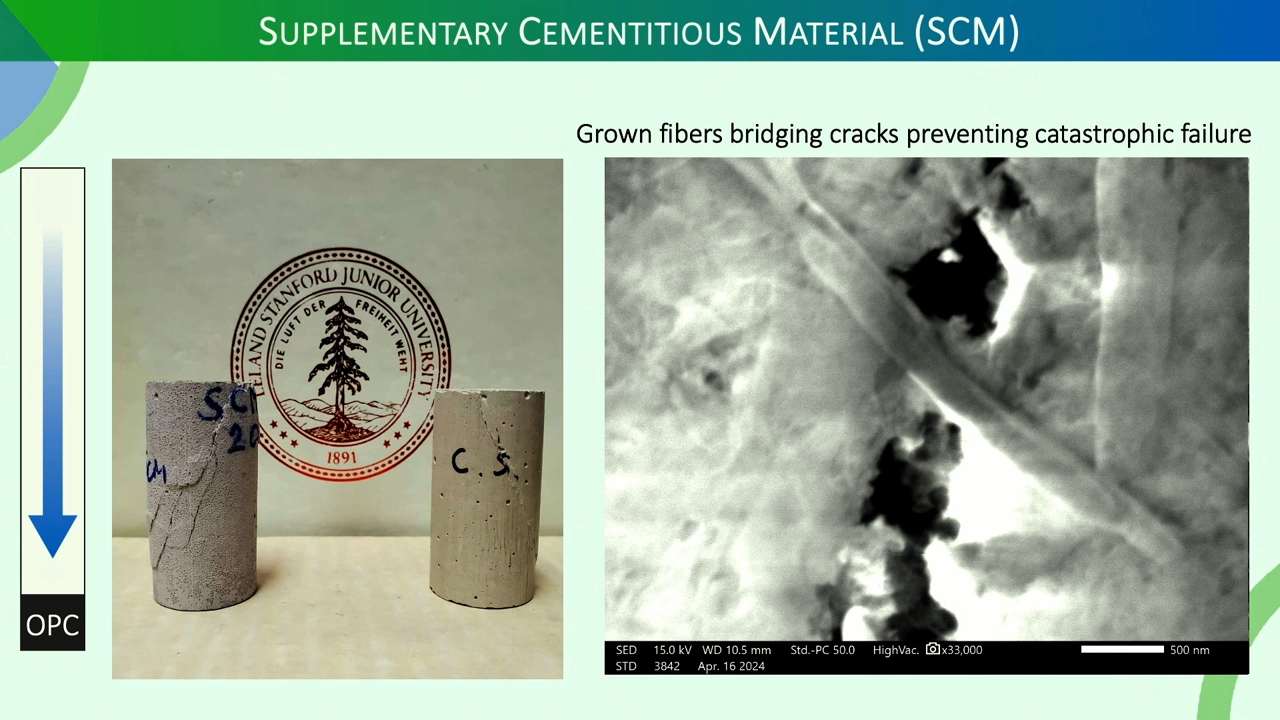 SUPPLEMENTARY CEMENTITIOUS MATERIAL (SCM)
Grown fibers bridging cracks preventing catastrophic failure
LELAND STANFORD JUNIOR UNIVERSITY
DIE LUFT DER FREIHEIT WEHT
1891
C.S.
OPC
SED 15.0 kV WD 10.5 mm Std.-PC 50.0 HighVac. x33,000 500 nm
STD 3842 Apr. 16 2024